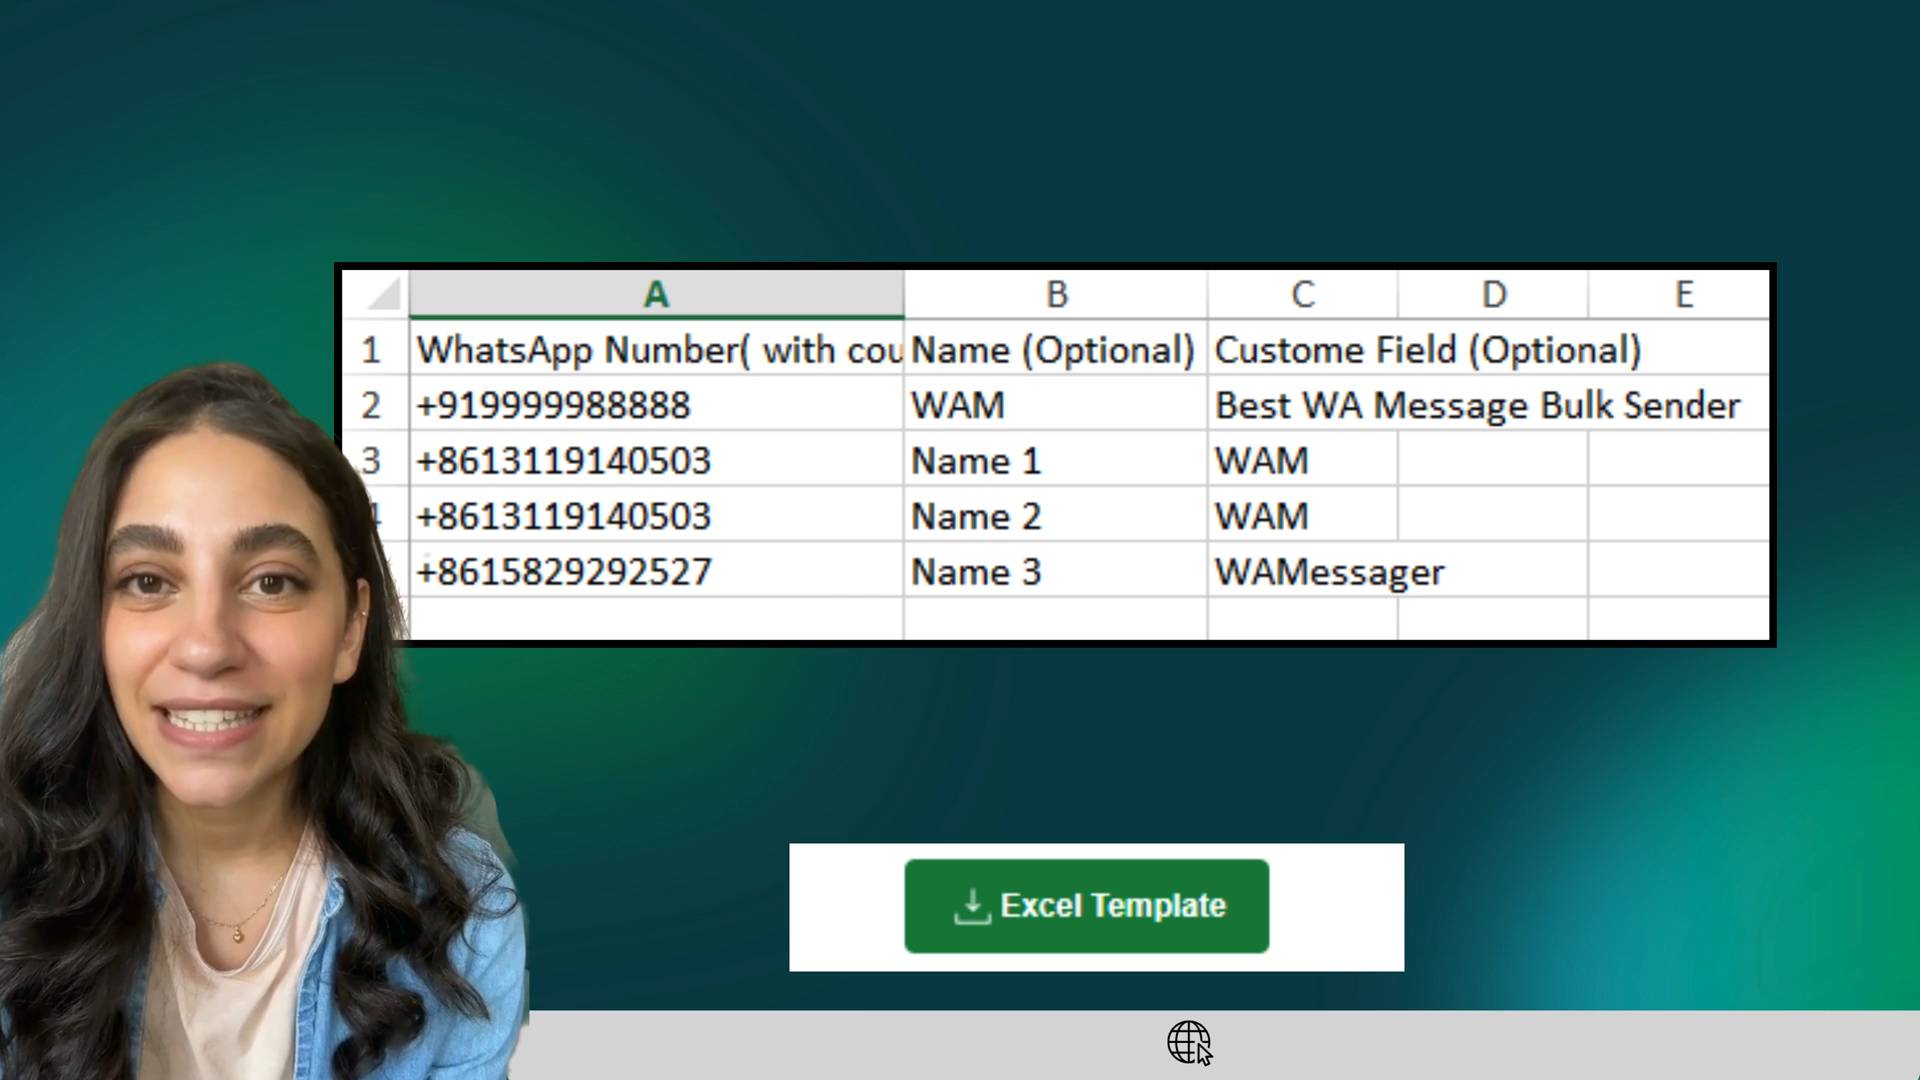 A B C D E
1 WhatsApp Number( with cou Name (Optional) Custome Field (Optional)
2 +919999988888 WAM Best WA Message Bulk Sender
3 +8613119140503 Name 1 WAM
4 +8613119140503 Name 2 WAM
+8615829292527 Name 3 WAMessager
Excel Template